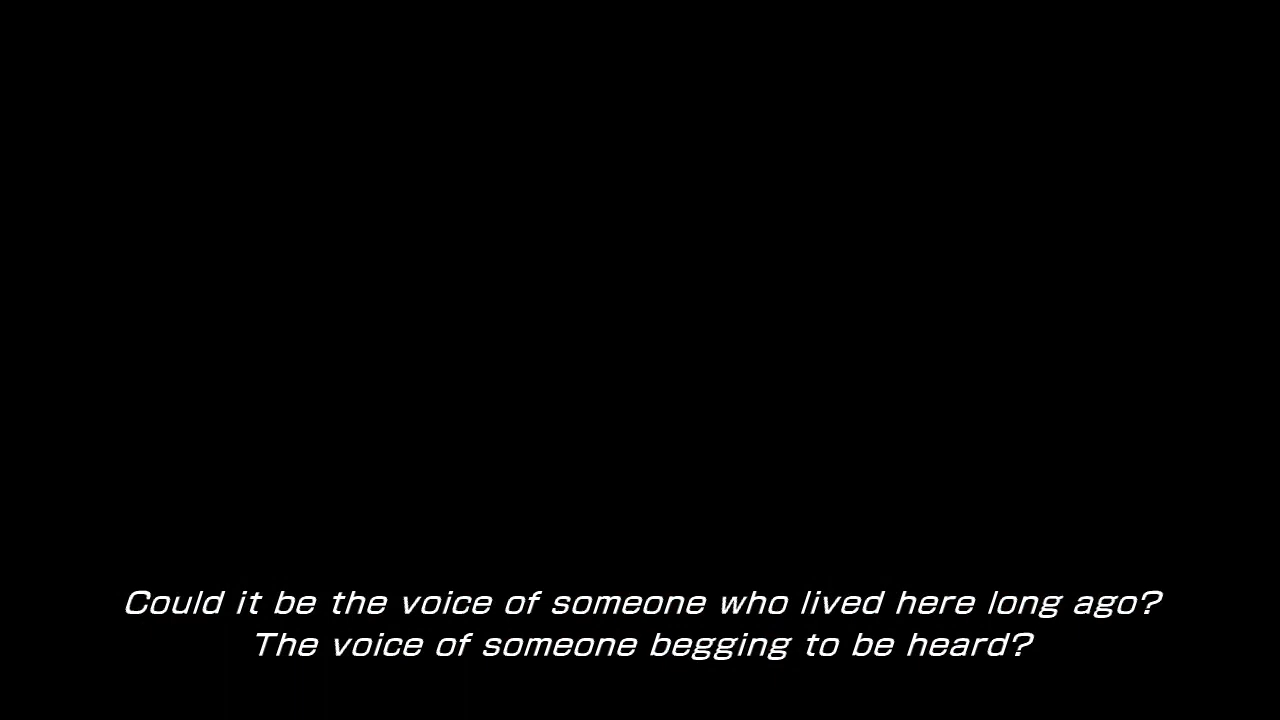 Could it be the voice of someone who lived here long ago?
The voice of someone begging to be heard?